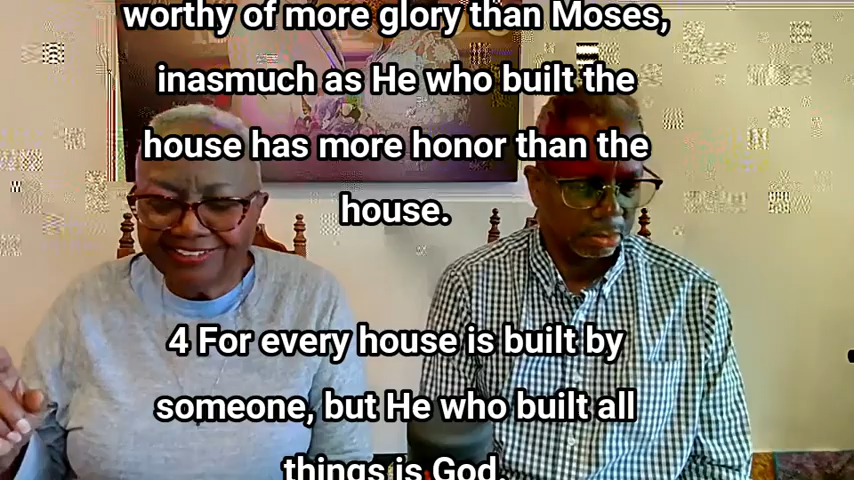 worthy of more glory than Moses,
inasmuch as He who built the
house has more honor than the
house.
4 For every house is built by
someone, but He who built all
things is God.